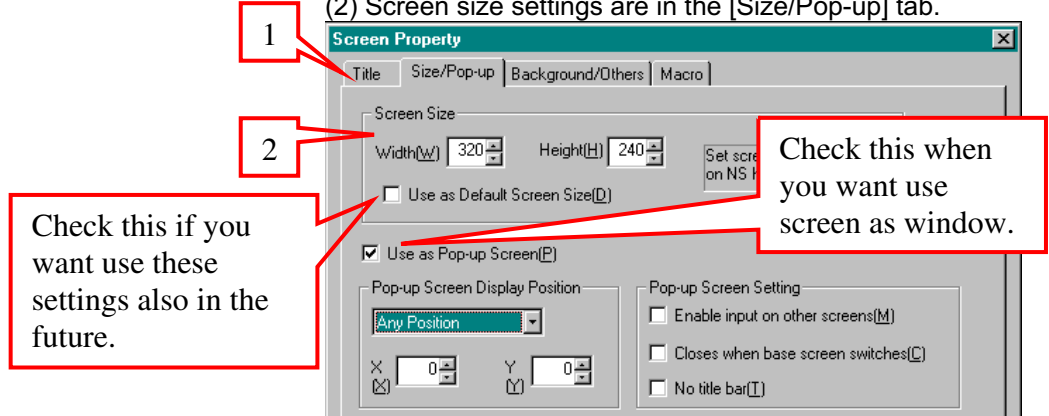 (2) Screen size settings are in the [Size/Pop-up] tab.
1
Screen Property
Title Size/Pop-up Background/Others Macro
Screen Size
2
Width(W) 320 Height(H) 240
Set
on NS
Check this when
you want use
screen as window.
Use as Default Screen Size(D)
Check this if you
want use these
settings also in the
future.
Use as Pop-up Screen(P)
Pop-up Screen Display Position
Any Position
X
(X)
0
Y
(Y)
0
Pop-up Screen Setting
Enable input on other screens(M)
Closes when base screen switches(C)
No title bar(T)